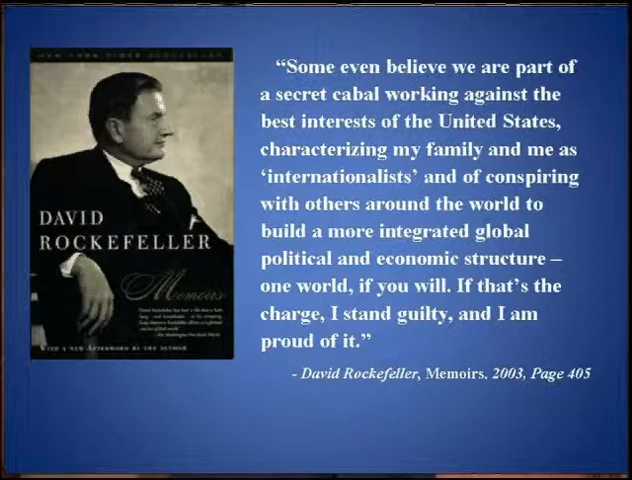 NEW YORK TIMES BESTSELLER
DAVID
ROCKEFELLER
Memoirs
WITH A NEW AFTERWORD BY THE AUTHOR
“Some even believe we are part of
a secret cabal working against the
best interests of the United States,
characterizing my family and me as
‘internationalists’ and of conspiring
with others around the world to
build a more integrated global
political and economic structure –
one world, if you will. If that’s the
charge, I stand guilty, and I am
proud of it.”
- David Rockefeller, Memoirs, 2003, Page 405